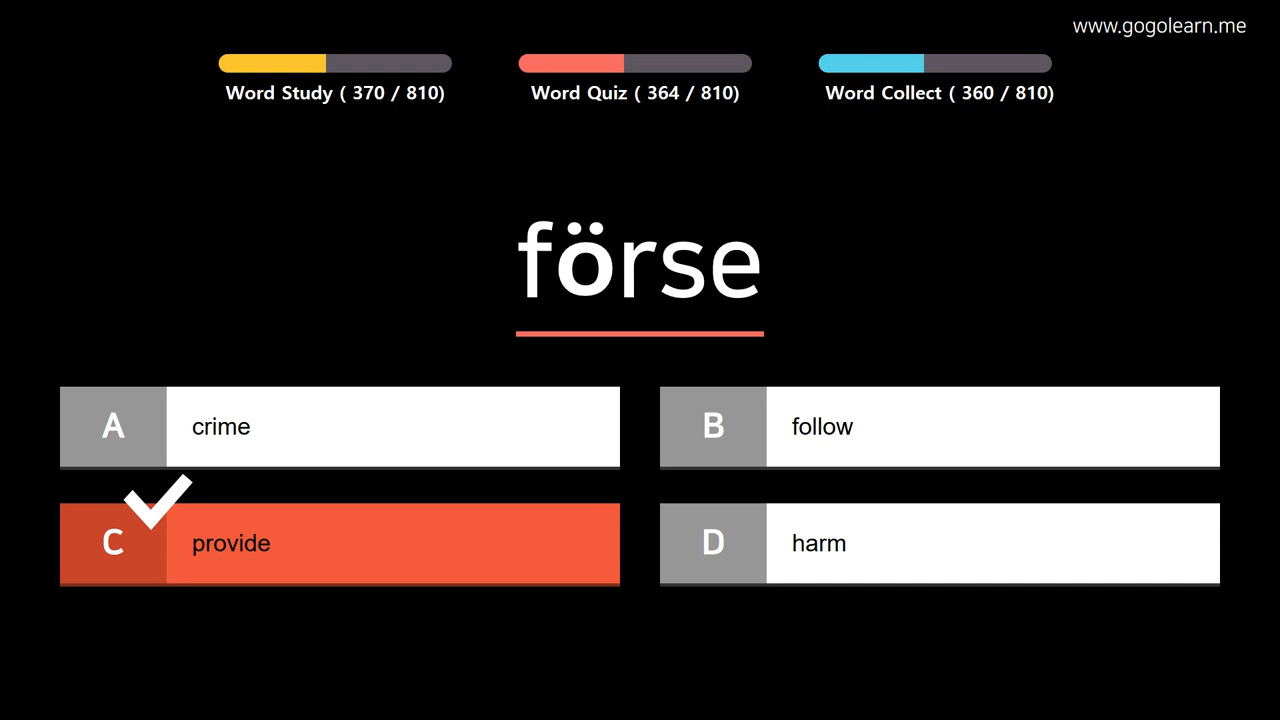 www.gogolearn.me
Word Study ( 370 / 810)
Word Quiz ( 364 / 810)
Word Collect ( 360 / 810)
förse
A crime
B follow
C provide
D harm